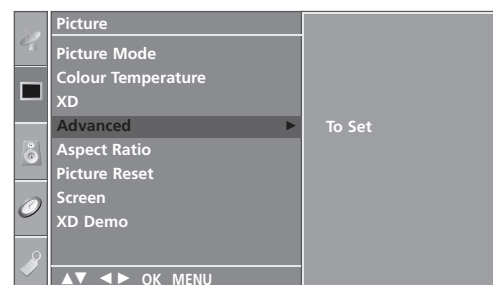 Picture
Picture Mode
Colour Temperature
XD
Advanced ►
To Set
Aspect Ratio
Picture Reset
Screen
XD Demo
▲▼ ◄► OK MENU